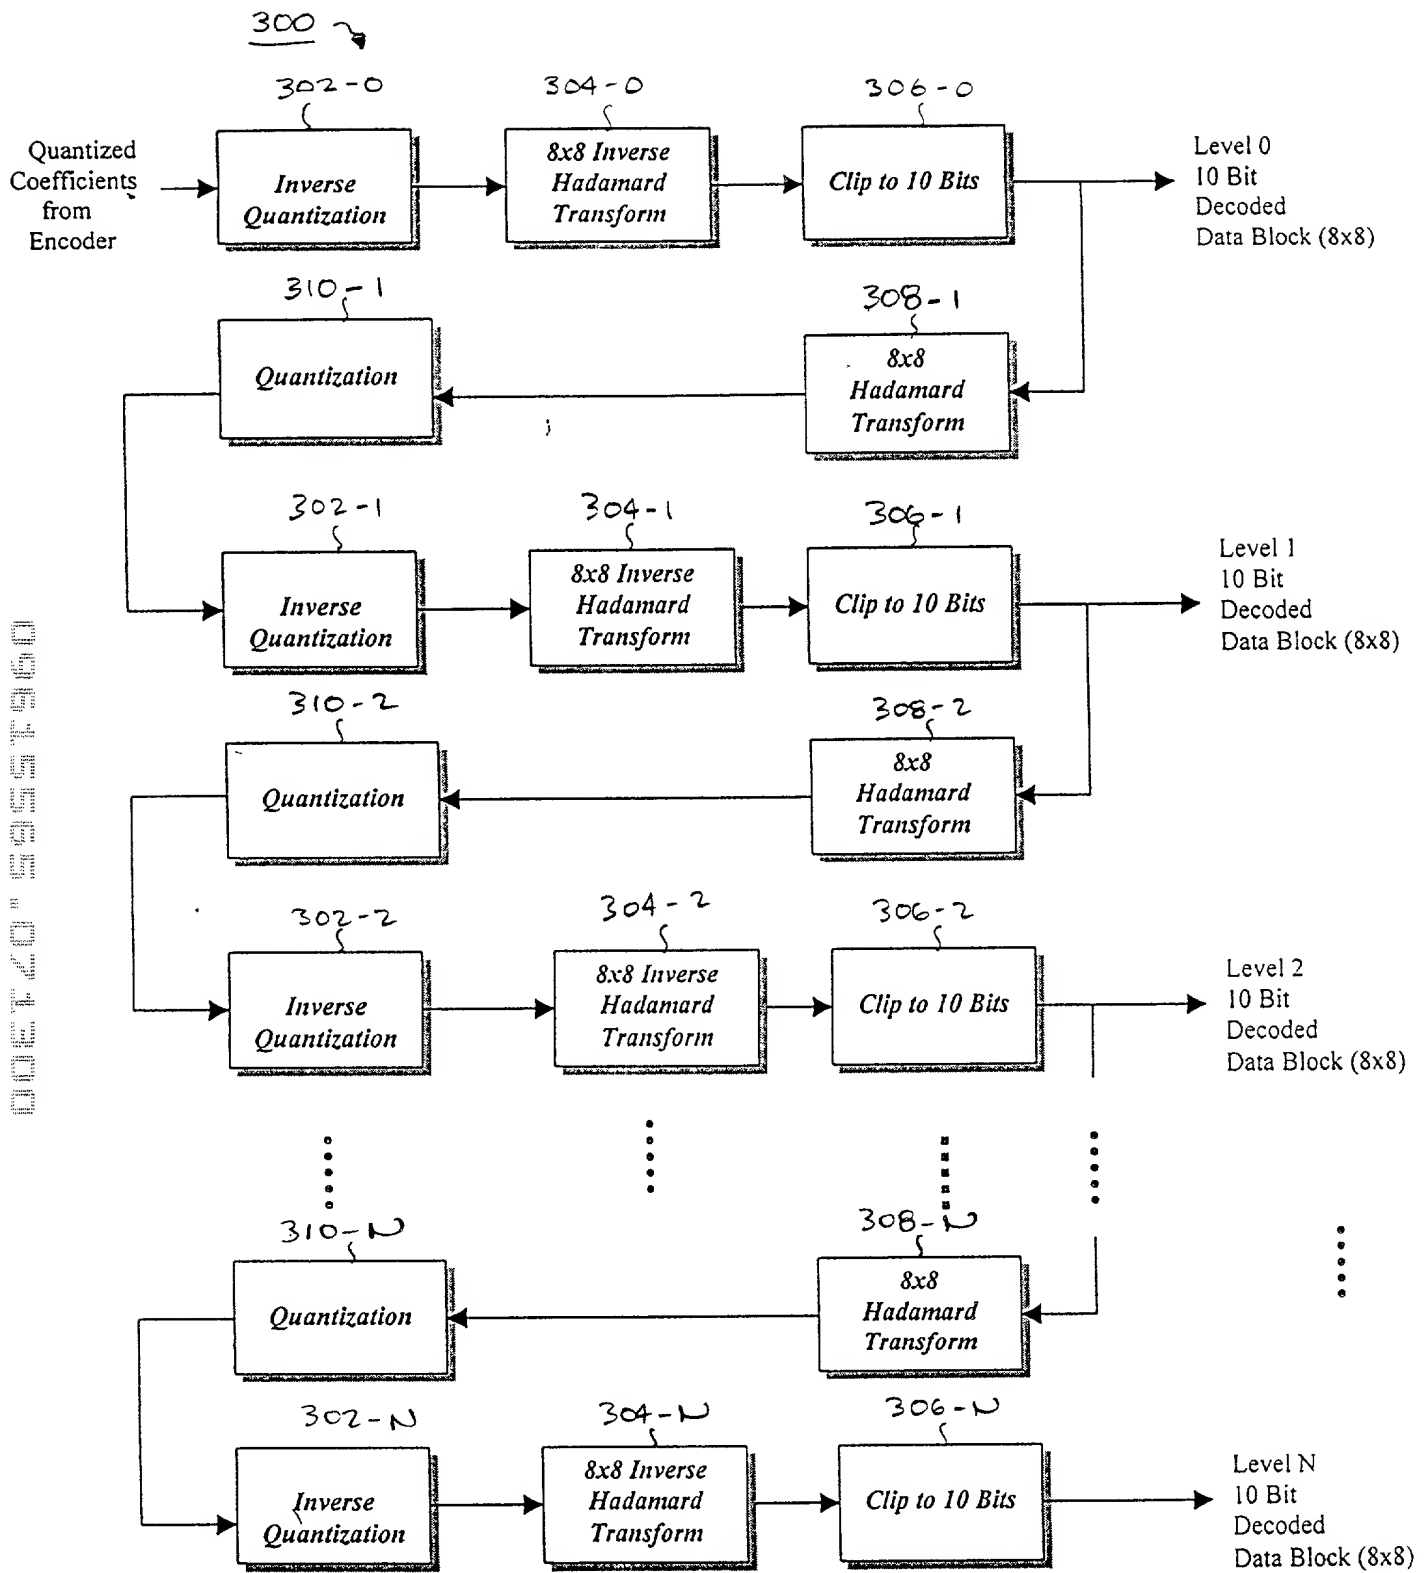 300
302-0
304-0
306-0
Quantized
Coefficients
from
Encoder
Inverse
Quantization
8x8 Inverse
Hadamard
Transform
Clip to 10 Bits
Level 0
10 Bit
Decoded
Data Block (8x8)
310-1
308-1
Quantization
8x8
Hadamard
Transform
302-1
304-1
306-1
Inverse
Quantization
8x8 Inverse
Hadamard
Transform
Clip to 10 Bits
Level 1
10 Bit
Decoded
Data Block (8x8)
310-2
308-2
Quantization
8x8
Hadamard
Transform
302-2
304-2
306-2
Inverse
Quantization
8x8 Inverse
Hadamard
Transform
Clip to 10 Bits
Level 2
10 Bit
Decoded
Data Block (8x8)
310-N
308-N
Quantization
8x8
Hadamard
Transform
302-N
304-N
306-N
Inverse
Quantization
8x8 Inverse
Hadamard
Transform
Clip to 10 Bits
Level N
10 Bit
Decoded
Data Block (8x8)